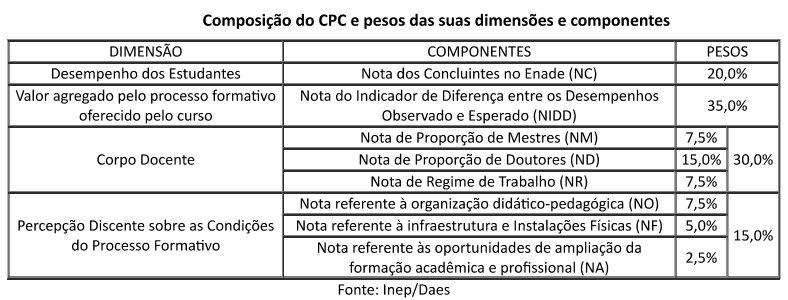 Composição do CPC e pesos das suas dimensões e componentes
DIMENSÃO COMPONENTES PESOS
Desempenho dos Estudantes Nota dos Concluintes no Enade (NC) 20,0%
Valor agregado pelo processo formativo
oferecido pelo curso
Nota do Indicador de Diferença entre os Desempenhos
Observado e Esperado (NIDD)
35,0%
Corpo Docente
Nota de Proporção de Mestres (NM) 7,5%
Nota de Proporção de Doutores (ND) 15,0%
Nota de Regime de Trabalho (NR) 7,5%
30,0%
Percepção Discente sobre as Condições
do Processo Formativo
Nota referente à organização didático-pedagógica (NO) 7,5%
Nota referente à infraestrutura e Instalações Físicas (NF) 5,0%
Nota referente às oportunidades de ampliação da
formação acadêmica e profissional (NA)
2,5%
15,0%
Fonte: Inep/Daes